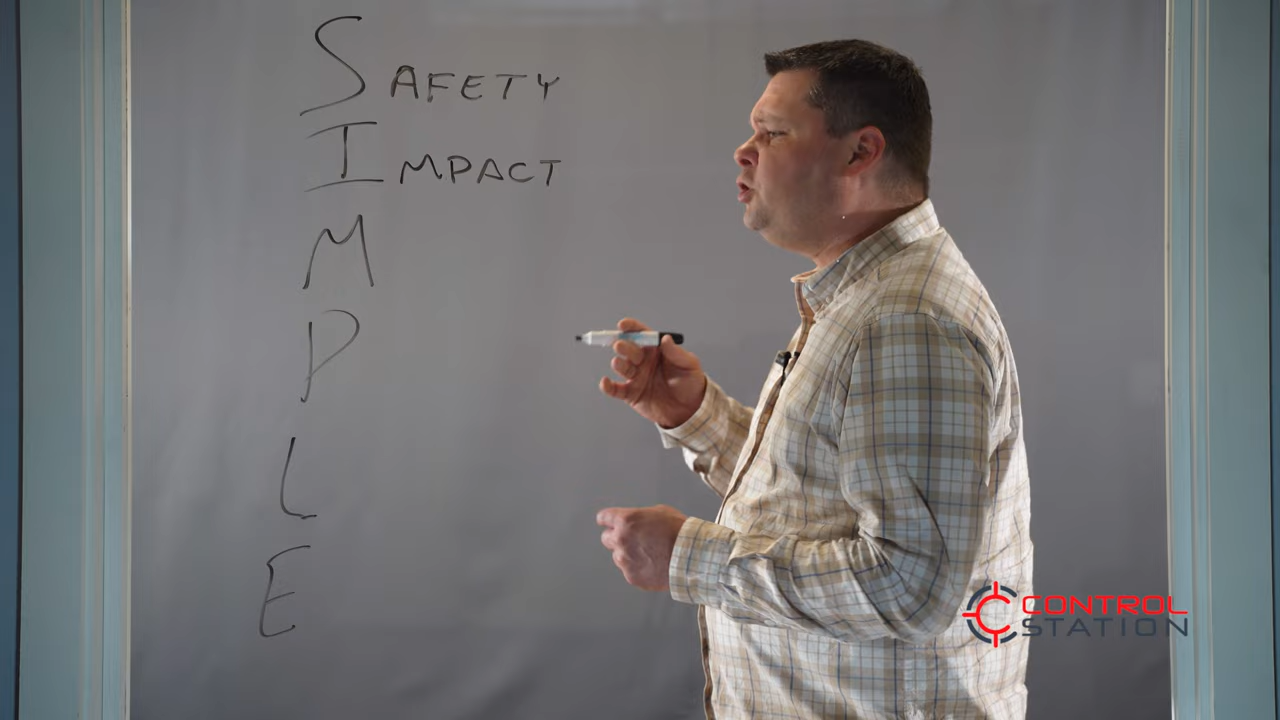 SAFETY
IMPACT
M
P
L
E
CONTROL
STATION